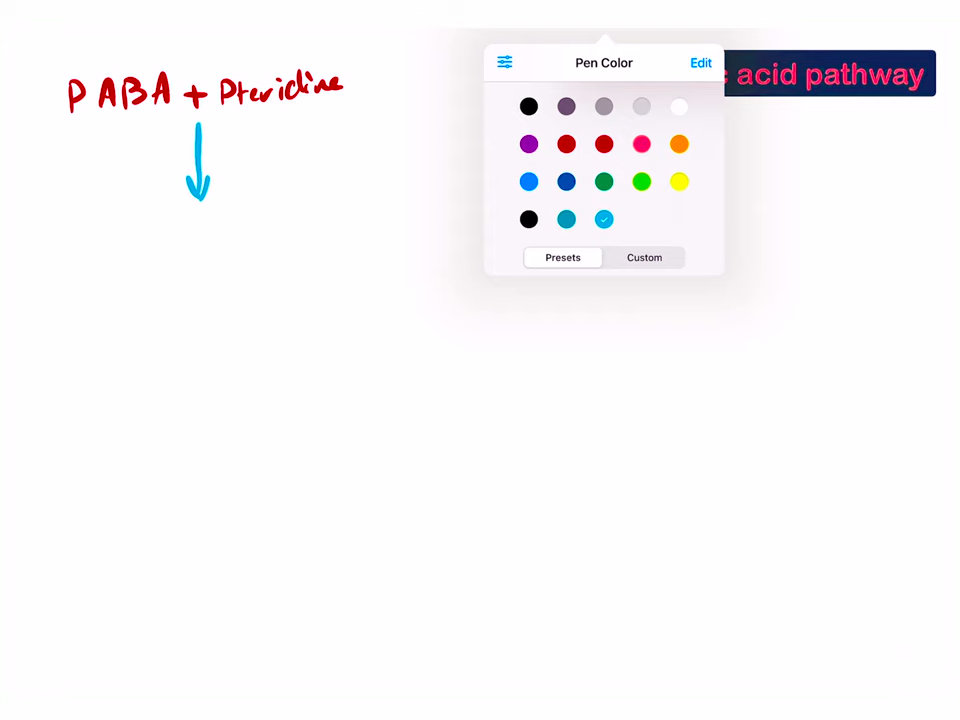 PABA + Pteridine
Pen Color
Edit
acid pathway
Presets
Custom